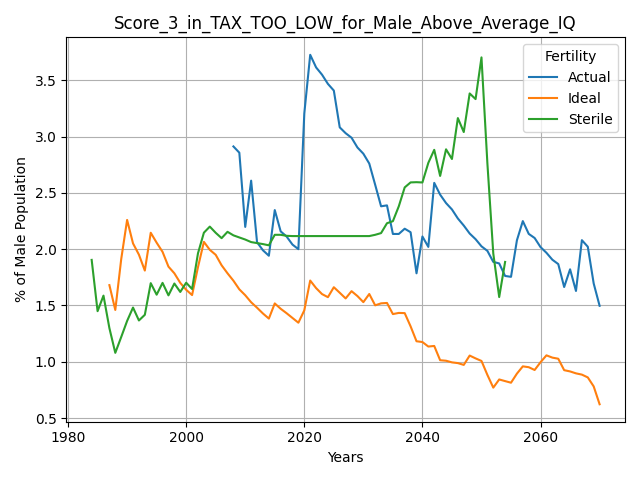 Score_3_in_TAX_TOO_LOW_for_Male_Above_Average_IQ
Fertility
Actual
Ideal
Sterile
% of Male Population
3.5
3.0
2.5
2.0
1.5
1.0
0.5
1980
2000
2020
2040
2060
Years